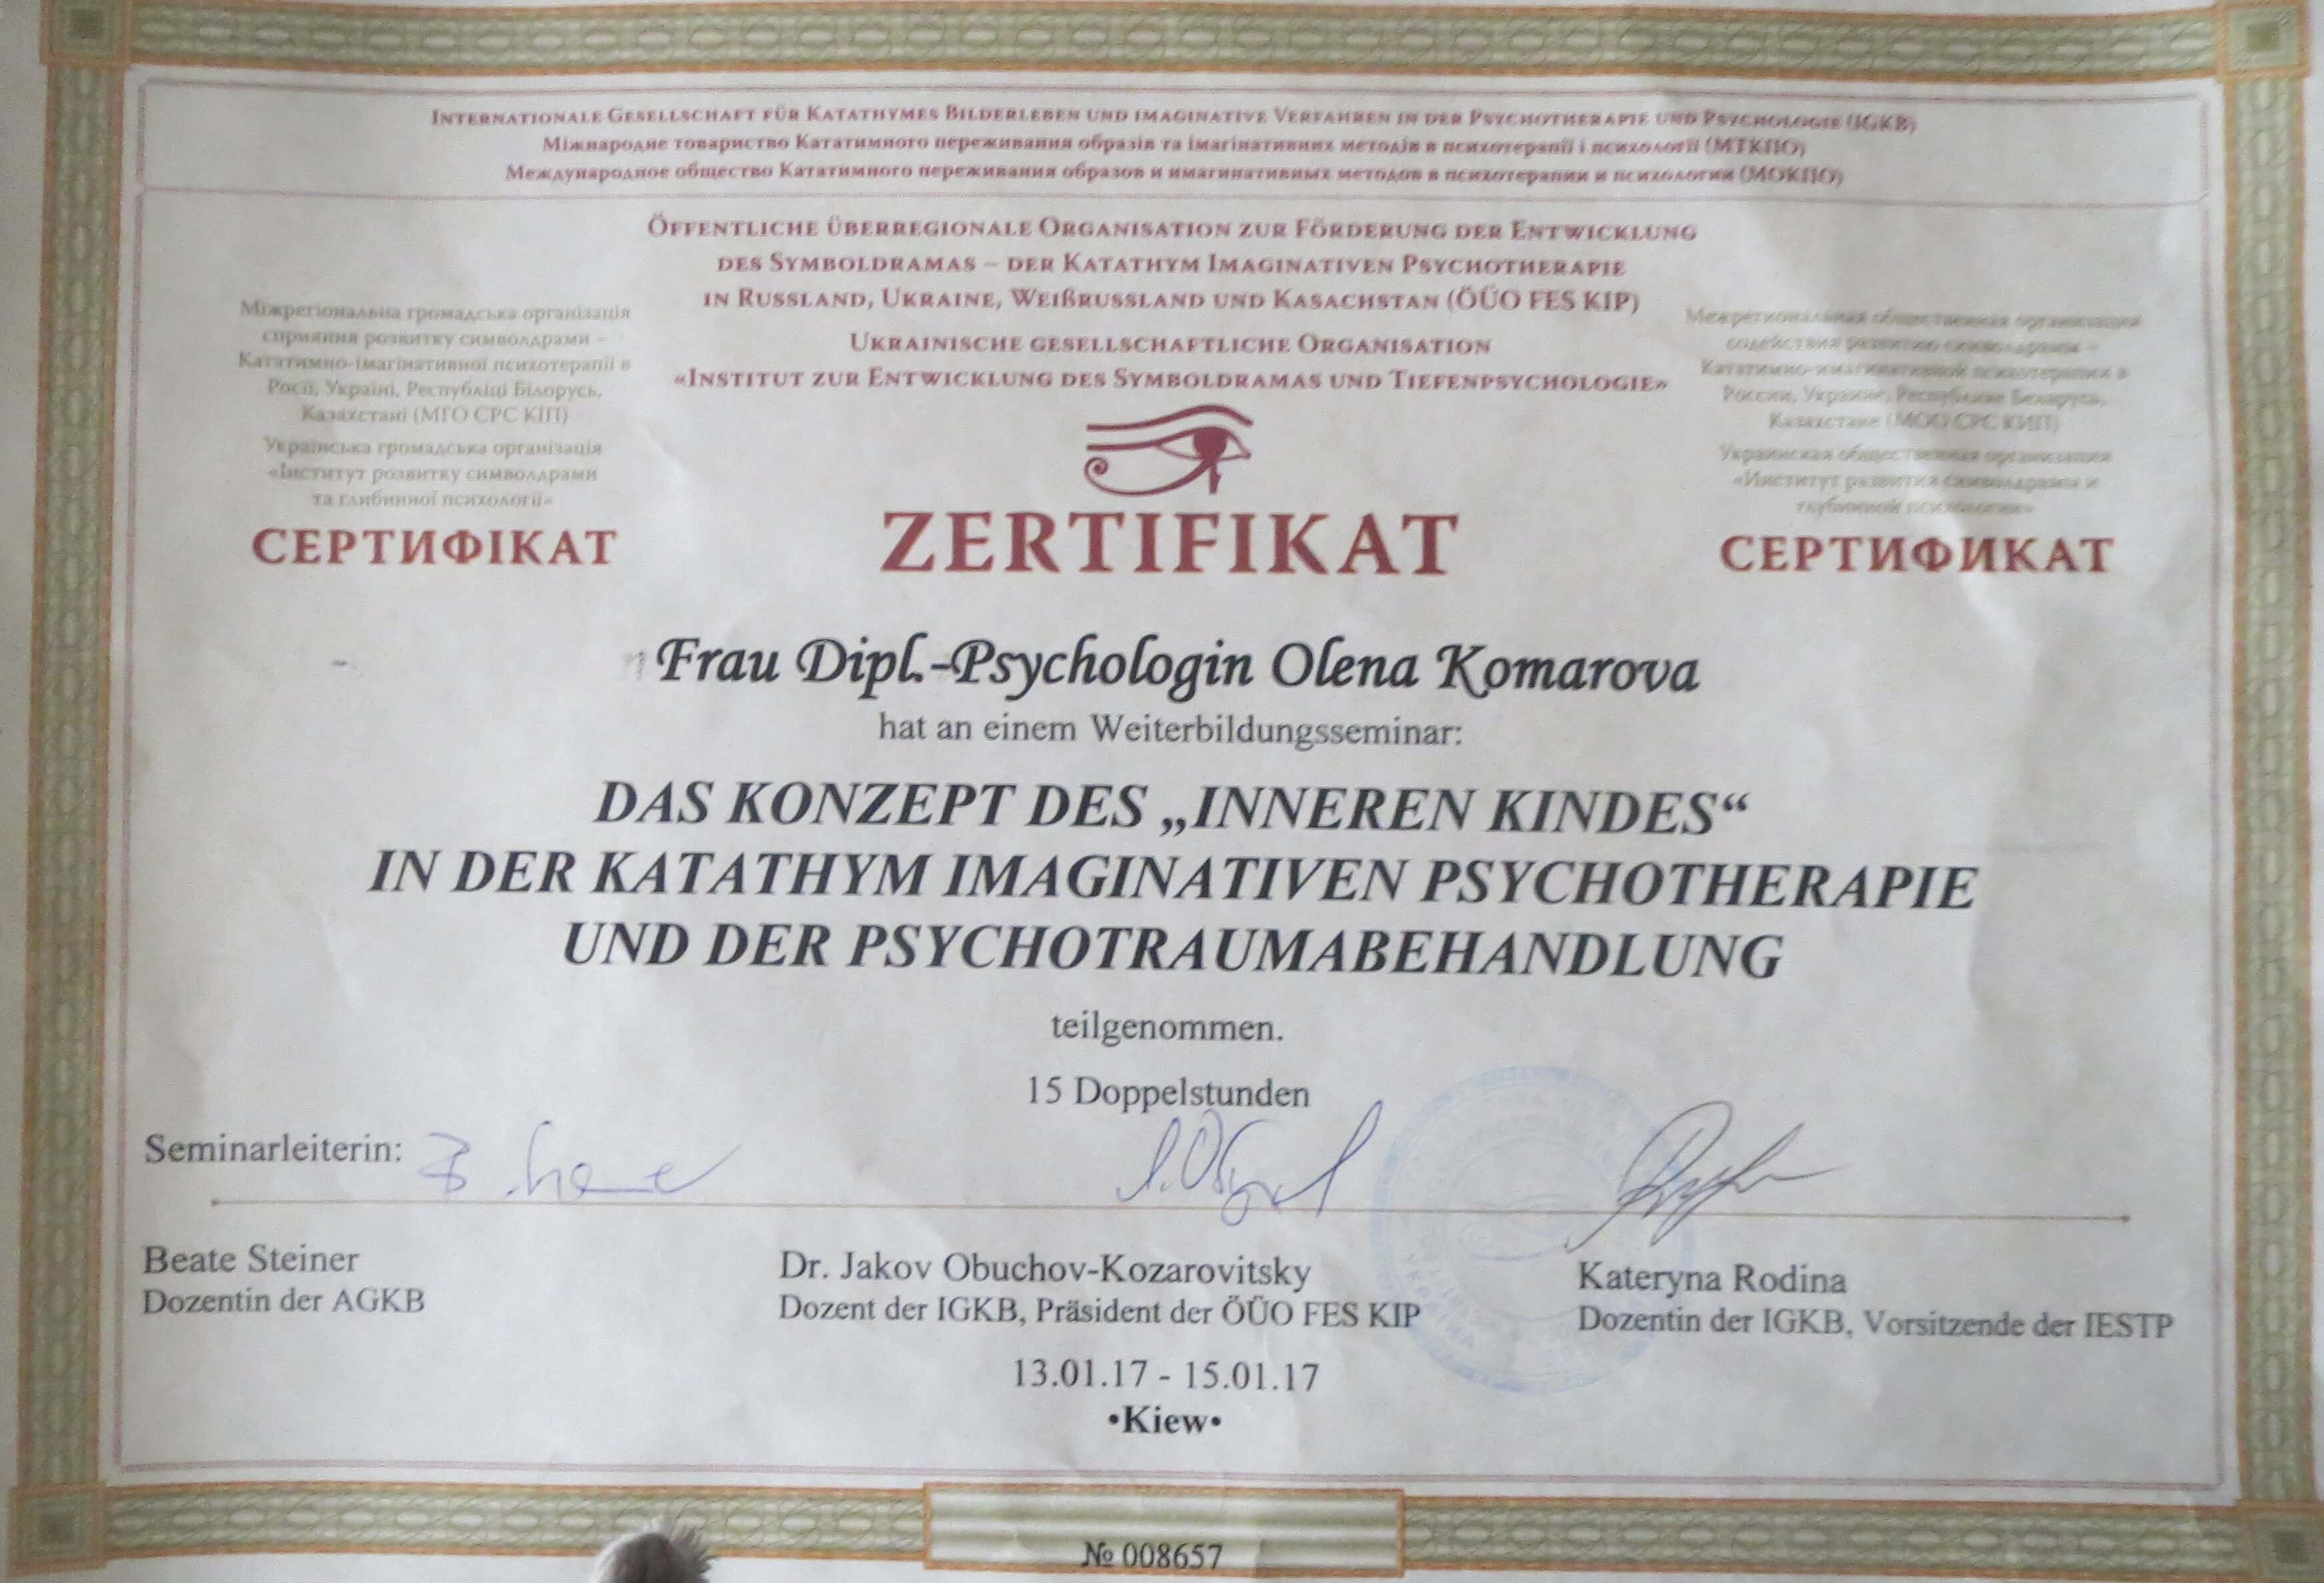 INTERNATIONALE GESELLSCHAFT FÜR KATATHYMES BILDERLEBEN UND IMAGINATIVE VERFAHREN IN DER PSYCHOTHERAPIE UND PSYCHOLOGIE (IGKB)
Міжнародне товариство Кататимного переживання образів та імагінативних методів в психотерапії і психології (МТКПО)
Международное общество Кататимного переживания образов и имагинативных методов в психотерапии и психологии (МОКПО)
ÖFFENTLICHE ÜBERREGIONALE ORGANISATION ZUR FÖRDERUNG DER ENTWICKLUNG
DES SYMBOLDRAMAS – DER KATATHYM IMAGINATIVEN PSYCHOTHERAPIE
IN RUSSLAND, UKRAINE, WEIßRUSSLAND UND KASACHSTAN (ÖÜO FES KIP)
UKRAINISCHE GESELLSCHAFTLICHE ORGANISATION
«INSTITUT ZUR ENTWICKLUNG DES SYMBOLDRAMAS UND TIEFENPSYCHOLOGIE»
Міжрегіональна громадська організація
сприяння розвитку символдрами –
Кататимно-імагінативної психотерапії в
Росії, Україні, Республіці Білорусь,
Казахстані (МГО СРС КІП)
Українська громадська організація
«Інститут розвитку символдрами
та глибинної психології»
СЕРТИФІКАТ
ZERTIFIKAT
Межрегиональная общественная организация
содействия развитию символдрамы –
Кататимно-имагинативной психотерапии в
России, Украине, Республике Беларусь,
Казахстане (МОО СРС КИП)
Украинская общественная организация
«Институт развития символдрамы и
глубинной психологии»
СЕРТИФИКАТ
Frau Dipl.-Psychologin Olena Komarova
hat an einem Weiterbildungsseminar:
DAS KONZEPT DES „INNEREN KINDES“
IN DER KATATHYM IMAGINATIVEN PSYCHOTHERAPIE
UND DER PSYCHOTRAUMABEHANDLUNG
teilgenommen.
15 Doppelstunden
Seminarleiterin:
Beate Steiner
Dozentin der AGKB
Dr. Jakov Obuchov-Kozarovitsky
Dozent der IGKB, Präsident der ÖÜO FES KIP
Kateryna Rodina
Dozentin der IGKB, Vorsitzende der IESTP
13.01.17 - 15.01.17
•Kiew•
№ 008657